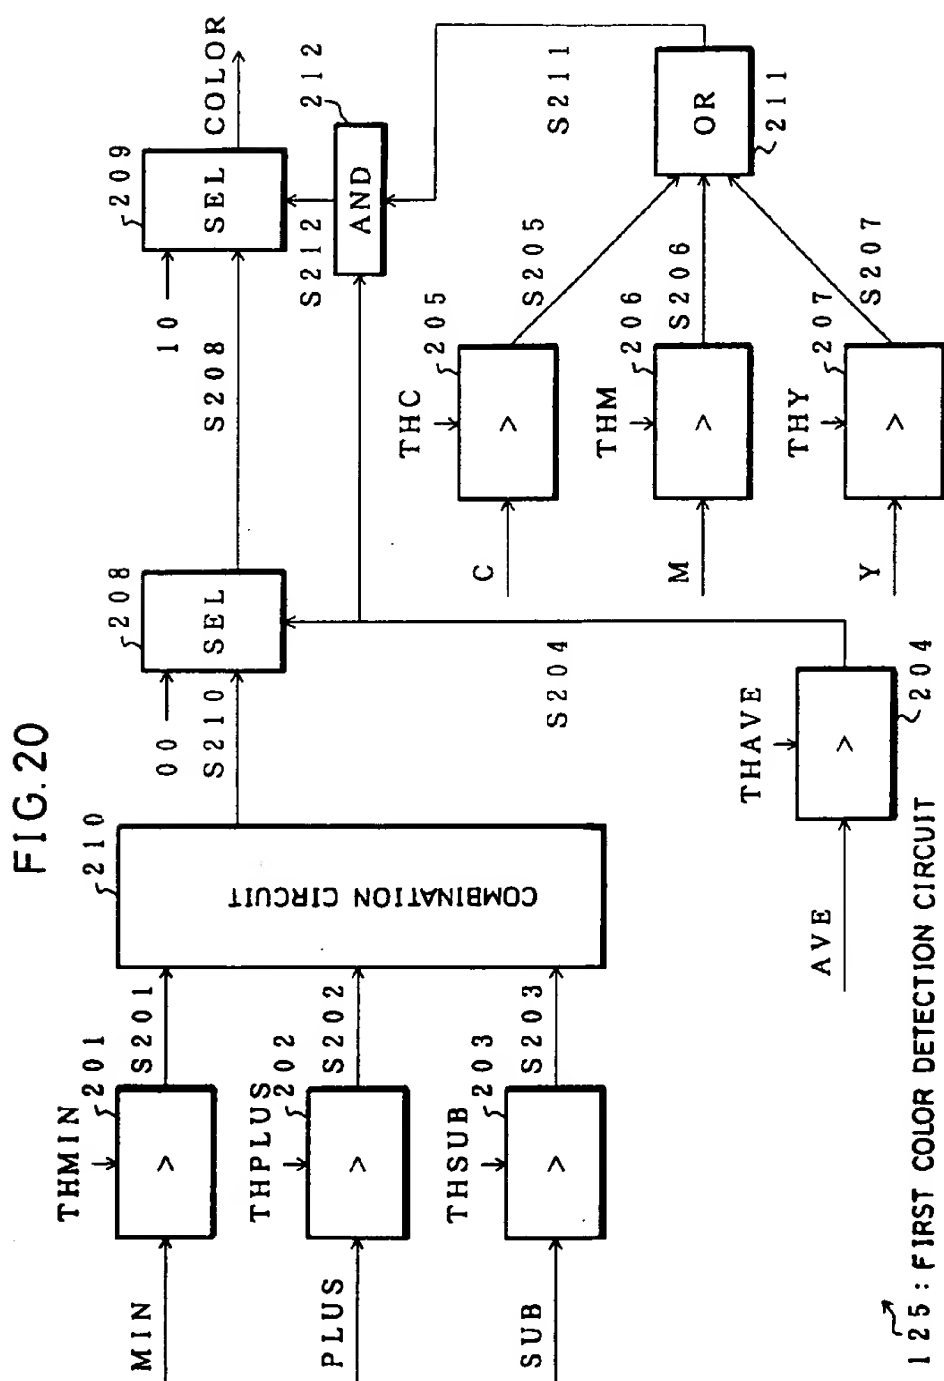 FIG. 20
MIN
THMIN
201
>
S201
PLUS
THPLUS
202
>
S202
SUB
THSUB
203
>
S203
210
COMBINATION CIRCUIT
00
S210
208
SEL
S208
10
209
SEL
COLOR
S212
212
AND
S204
AVE
THAVE
>
204
C
THC
205
>
S205
M
THM
206
>
S206
Y
THY
207
>
S207
OR
211
S211
125 : FIRST COLOR DETECTION CIRCUIT